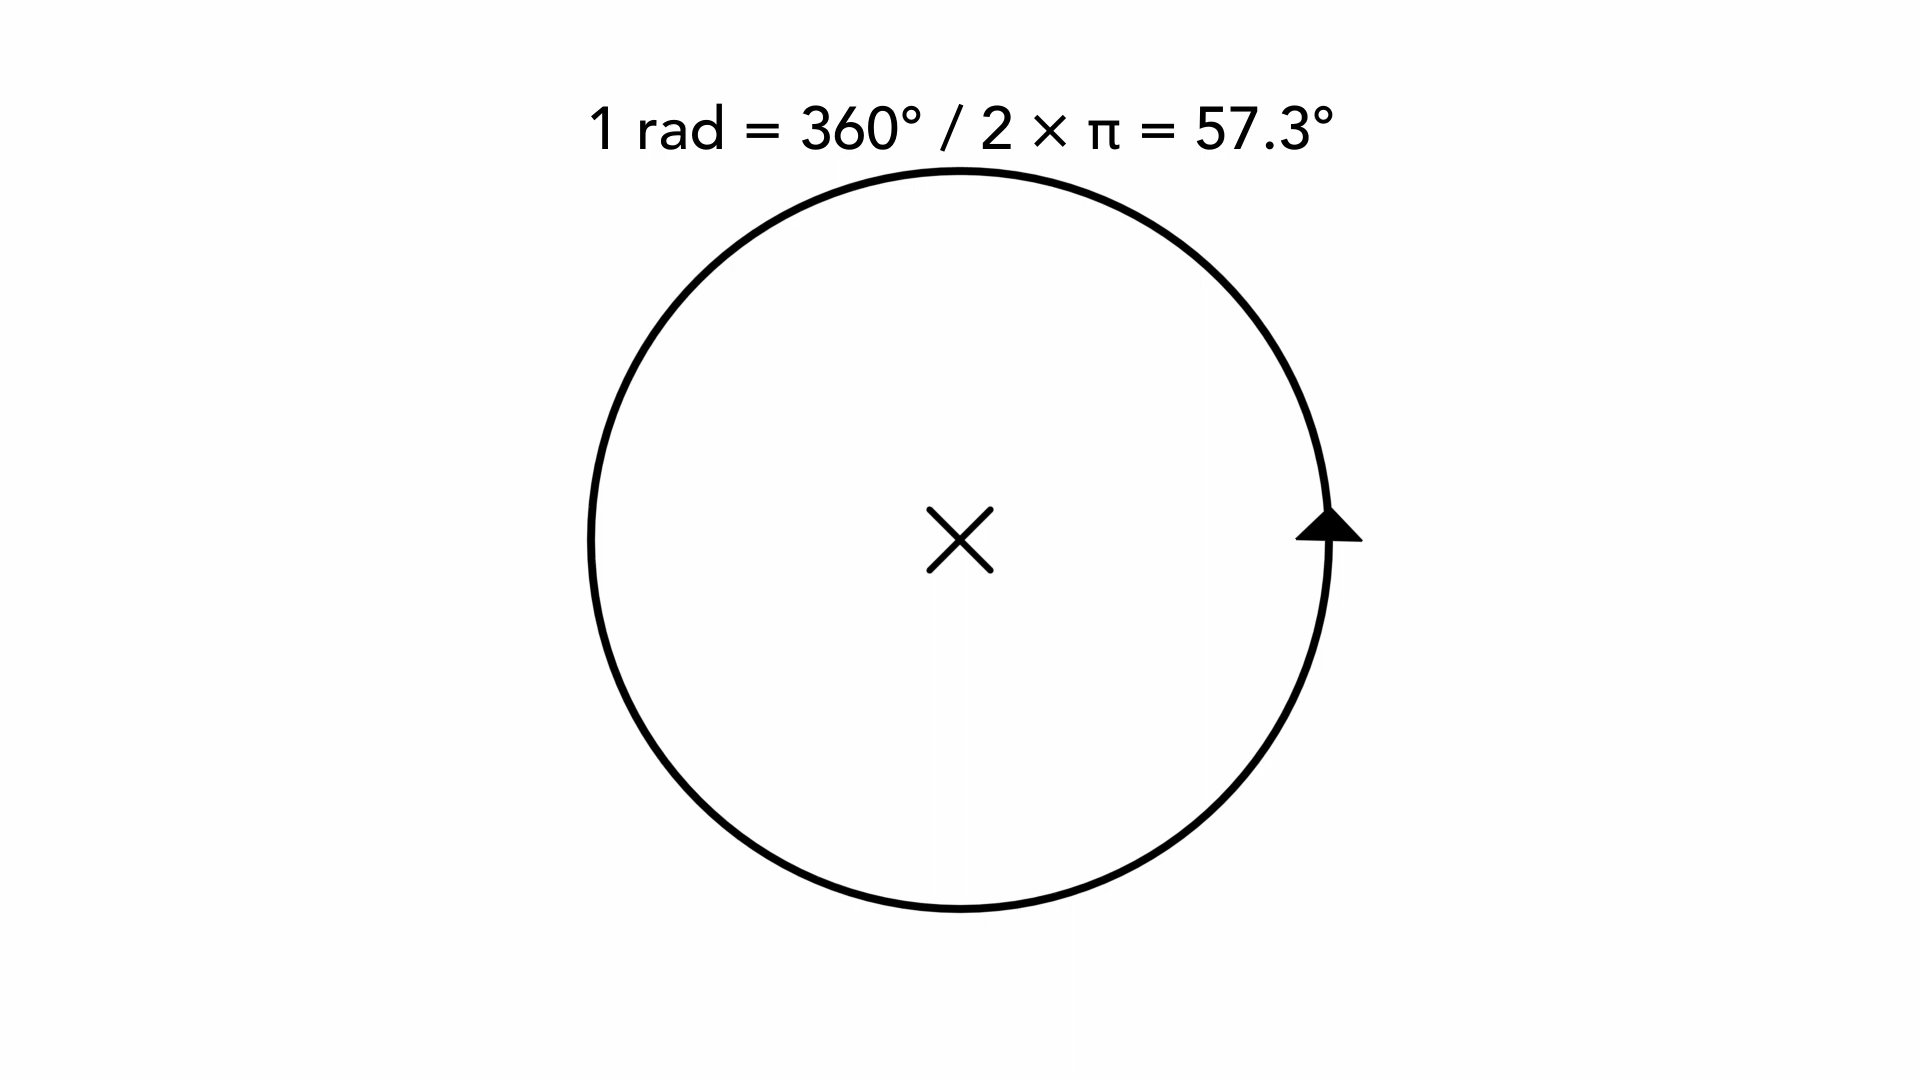 1 rad = 360° / 2 × π = 57.3°